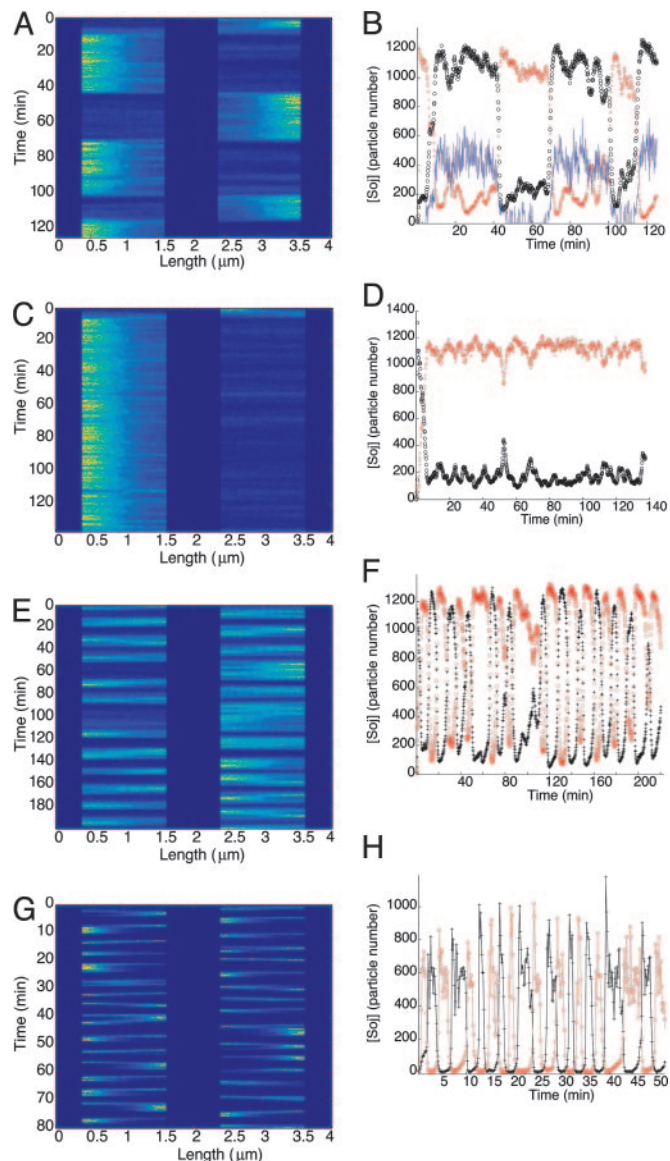 A
0
20
40
60
80
100
120
Time (min)
0 0.5 1 1.5 2 2.5 3 3.5 4
Length (μm)
B
1200
1000
800
600
400
200
0
[Soj] (particle number)
20 40 60 80 100 120
Time (min)
C
0
20
40
60
80
100
120
Time (min)
0 0.5 1 1.5 2 2.5 3 3.5 4
Length (μm)
D
1400
1200
1000
800
600
400
200
0
[Soj] (particle number)
20 40 60 80 100 120 140
Time (min)
E
0
20
40
60
80
100
120
140
160
180
Time (min)
0 0.5 1 1.5 2 2.5 3 3.5 4
Length (μm)
F
1200
1000
800
600
400
200
0
[Soj] (particle number)
40 80 120 160 200
Time (min)
G
0
10
20
30
40
50
60
70
80
Time (min)
0 0.5 1 1.5 2 2.5 3 3.5 4
Length (μm)
H
1000
800
600
400
200
0
[Soj] (particle number)
5 10 15 20 25 30 35 40 45 50
Time (min)